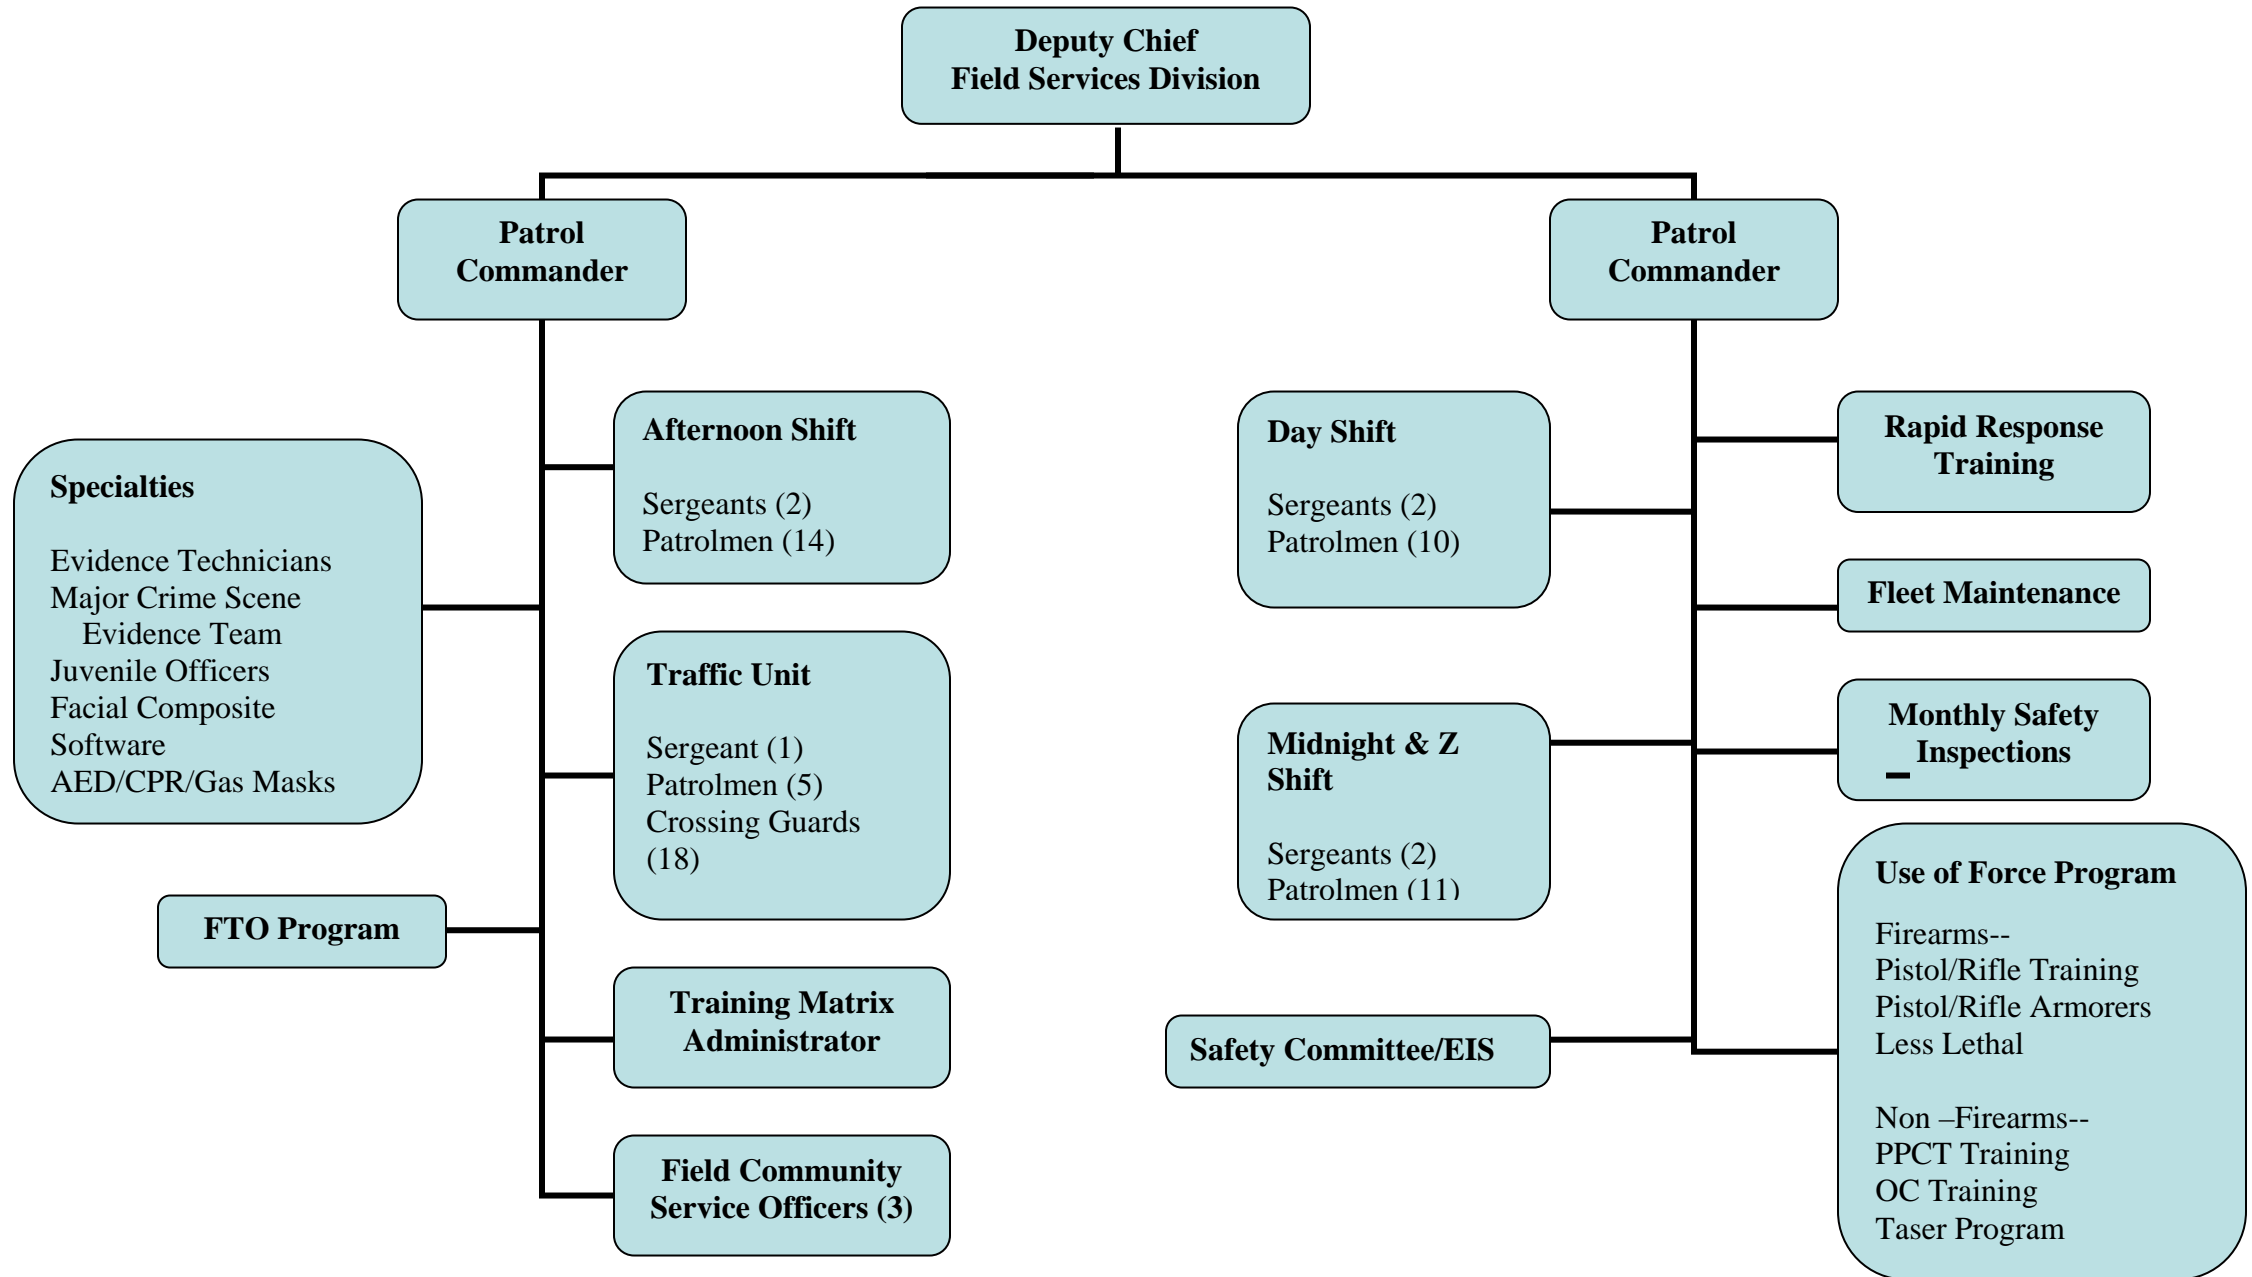 Deputy Chief
Field Services Division
Patrol
Commander
Patrol
Commander
Specialties
Evidence Technicians
Major Crime Scene
Evidence Team
Juvenile Officers
Facial Composite
Software
AED/CPR/Gas Masks
FTO Program
Afternoon Shift
Sergeants (2)
Patrolmen (14)
Traffic Unit
Sergeant (1)
Patrolmen (5)
Crossing Guards
(18)
Training Matrix
Administrator
Field Community
Service Officers (3)
Day Shift
Sergeants (2)
Patrolmen (10)
Midnight & Z
Shift
Sergeants (2)
Patrolmen (11)
Safety Committee/EIS
Rapid Response
Training
Fleet Maintenance
Monthly Safety
Inspections
Use of Force Program
Firearms--
Pistol/Rifle Training
Pistol/Rifle Armorers
Less Lethal
Non –Firearms--
PPCT Training
OC Training
Taser Program